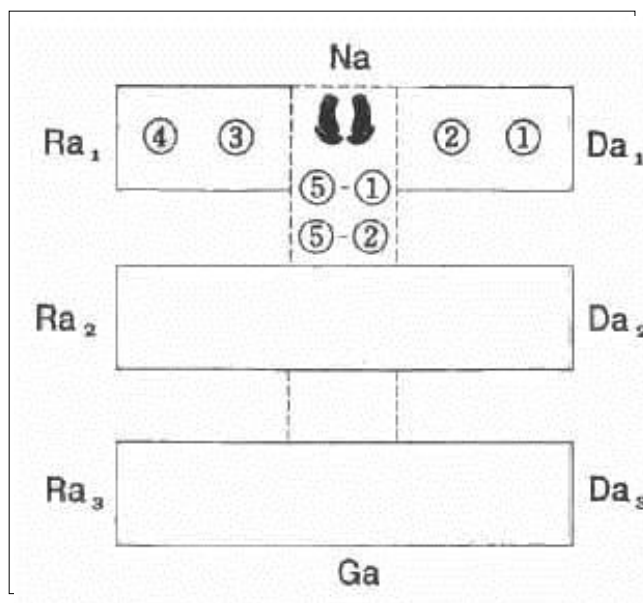 Na
Ra₁ ④ ③ ② ① Da₁
⑤-①
⑤-②
Ra₂ Da₂
Ra₃ Da₃
Ga